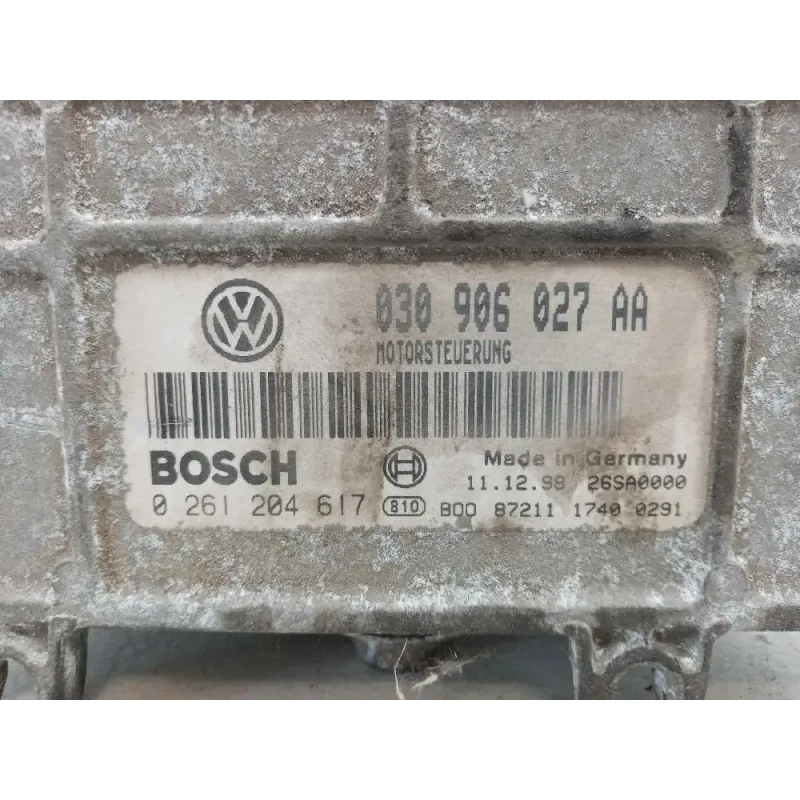 030 906 027 AA
MOTORSTEUERUNG
BOSCH
Made in Germany
11.12.98 26SA0000
0 261 204 617 810 B00 87211 1740 0291